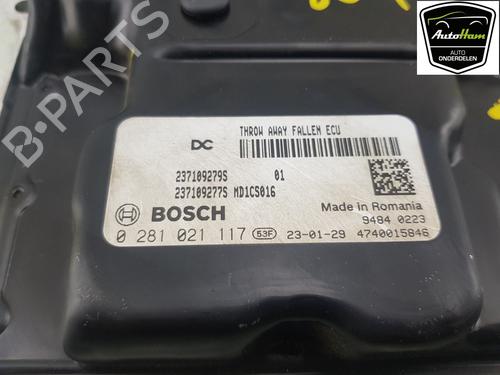 B-PARTS
AutoHam
AUTO
ONDERDELEN
DC THROW AWAY FALLEN ECU
237109279S 01
237109277S MD1CS016
BOSCH
Made in Romania
9484 0223
0 281 021 117 53F 23-01-29 4740015846